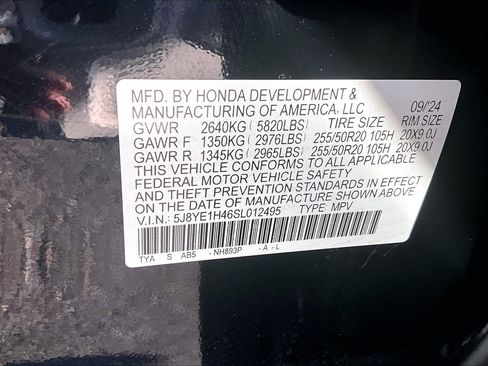 MFD. BY HONDA DEVELOPMENT &
MANUFACTURING OF AMERICA, LLC 09/24
GVWR 2640KG ( 5820LBS) TIRE SIZE RIM SIZE
GAWR F 1350KG ( 2976LBS) 255/50R20 105H 20X9.0J
GAWR R 1345KG ( 2965LBS) 255/50R20 105H 20X9.0J
THIS VEHICLE CONFORMS TO ALL APPLICABLE
FEDERAL MOTOR VEHICLE SAFETY
AND THEFT PREVENTION STANDARDS IN EFFECT
ON THE DATE OF MANUFACTURE SHOWN ABOVE.
V.I.N.: 5J8YE1H46SL012495 TYPE: MPV
TYA S AB5 - NH893P - A - L